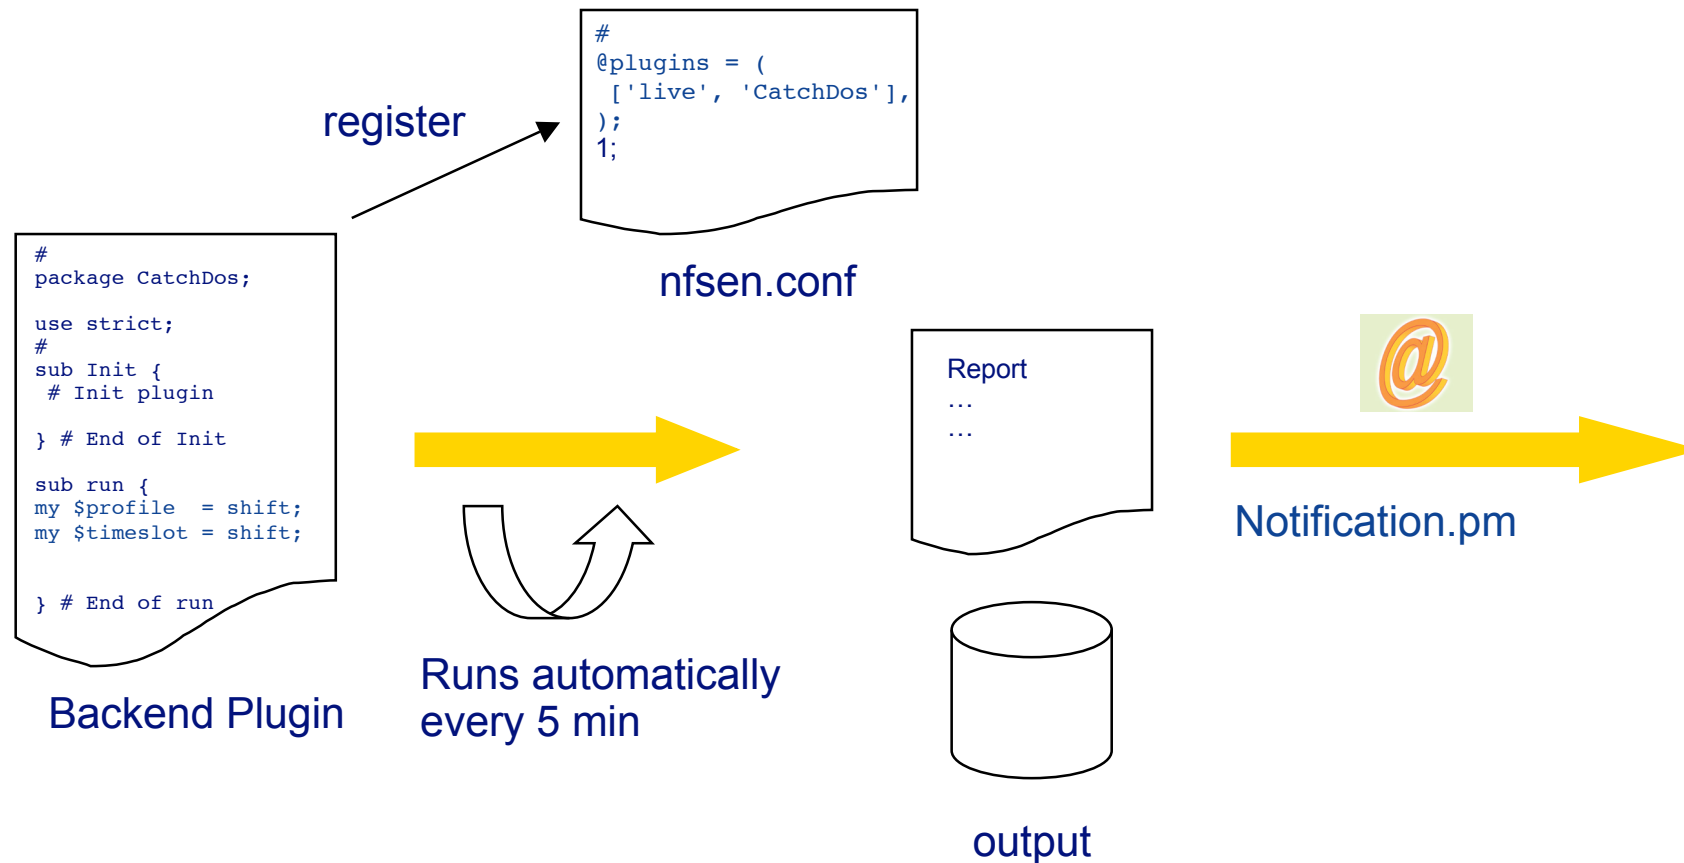 #
@plugins = (
['live', 'CatchDos'],
);
1;
register
nfsen.conf
#
package CatchDos;
use strict;
#
sub Init {
# Init plugin
} # End of Init
sub run {
my $profile  = shift;
my $timeslot = shift;
} # End of run
Backend Plugin
Runs automatically
every 5 min
Report
…
…
output
@
Notification.pm